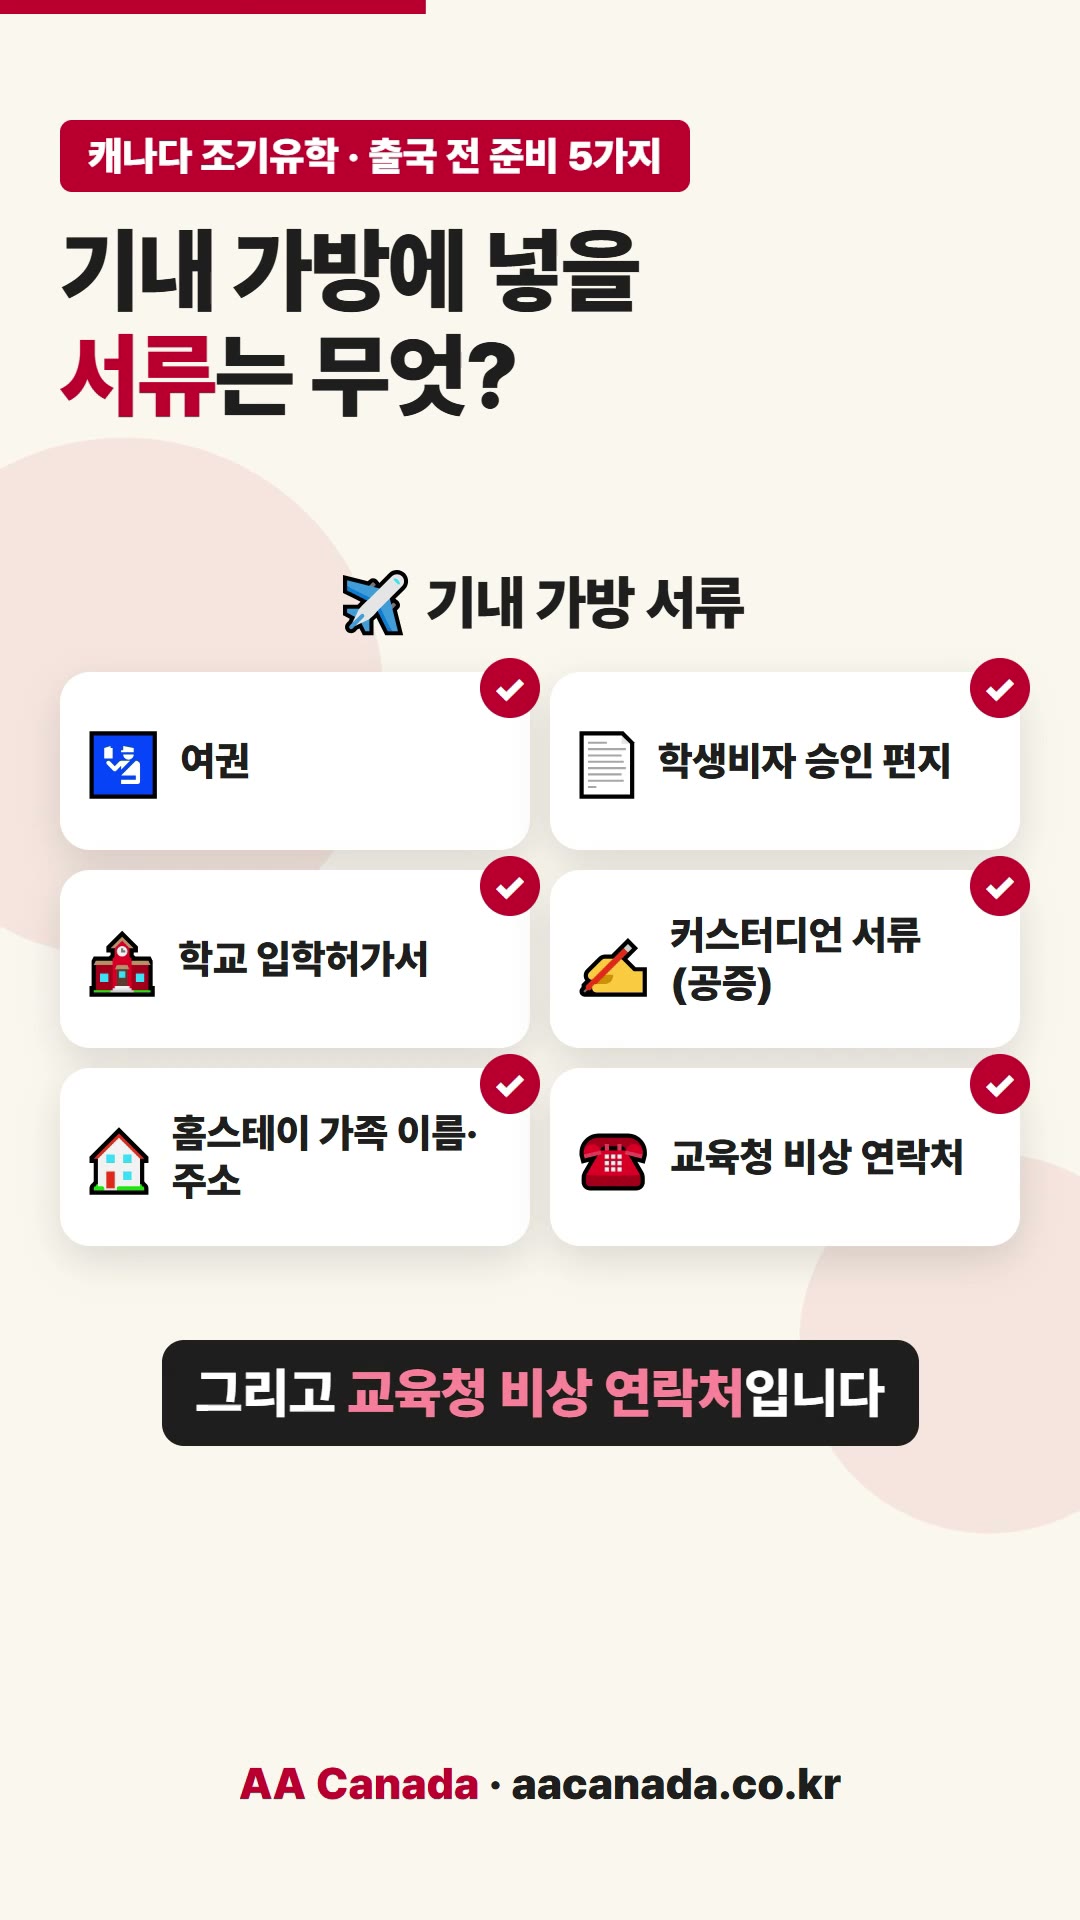 캐나다 조기유학 · 출국 전 준비 5가지
기내 가방에 넣을
서류는 무엇?
기내 가방 서류
여권
학생비자 승인 편지
학교 입학허가서
커스터디언 서류
(공증)
홈스테이 가족 이름·
주소
교육청 비상 연락처
그리고 교육청 비상 연락처입니다
AA Canada · aacanada.co.kr